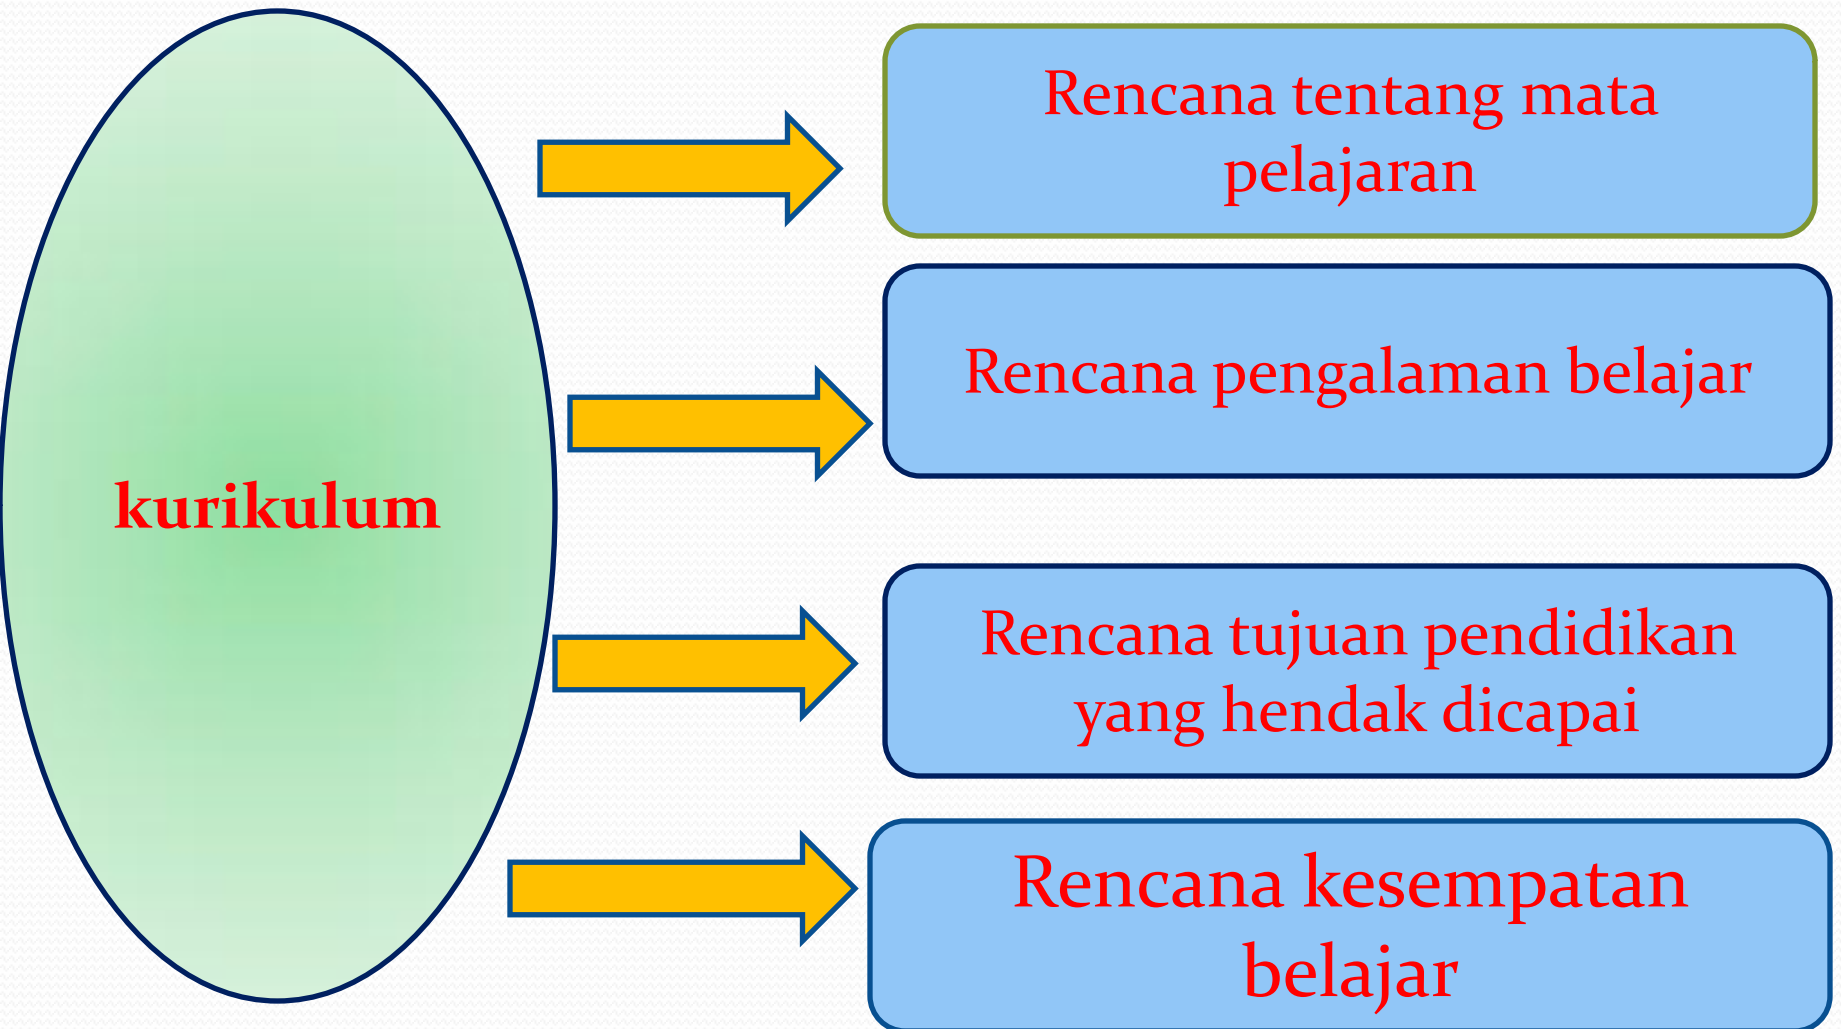 Rencana tentang mata
pelajaran
Rencana pengalaman belajar
kurikulum
Rencana tujuan pendidikan
yang hendak dicapai
Rencana kesempatan
belajar